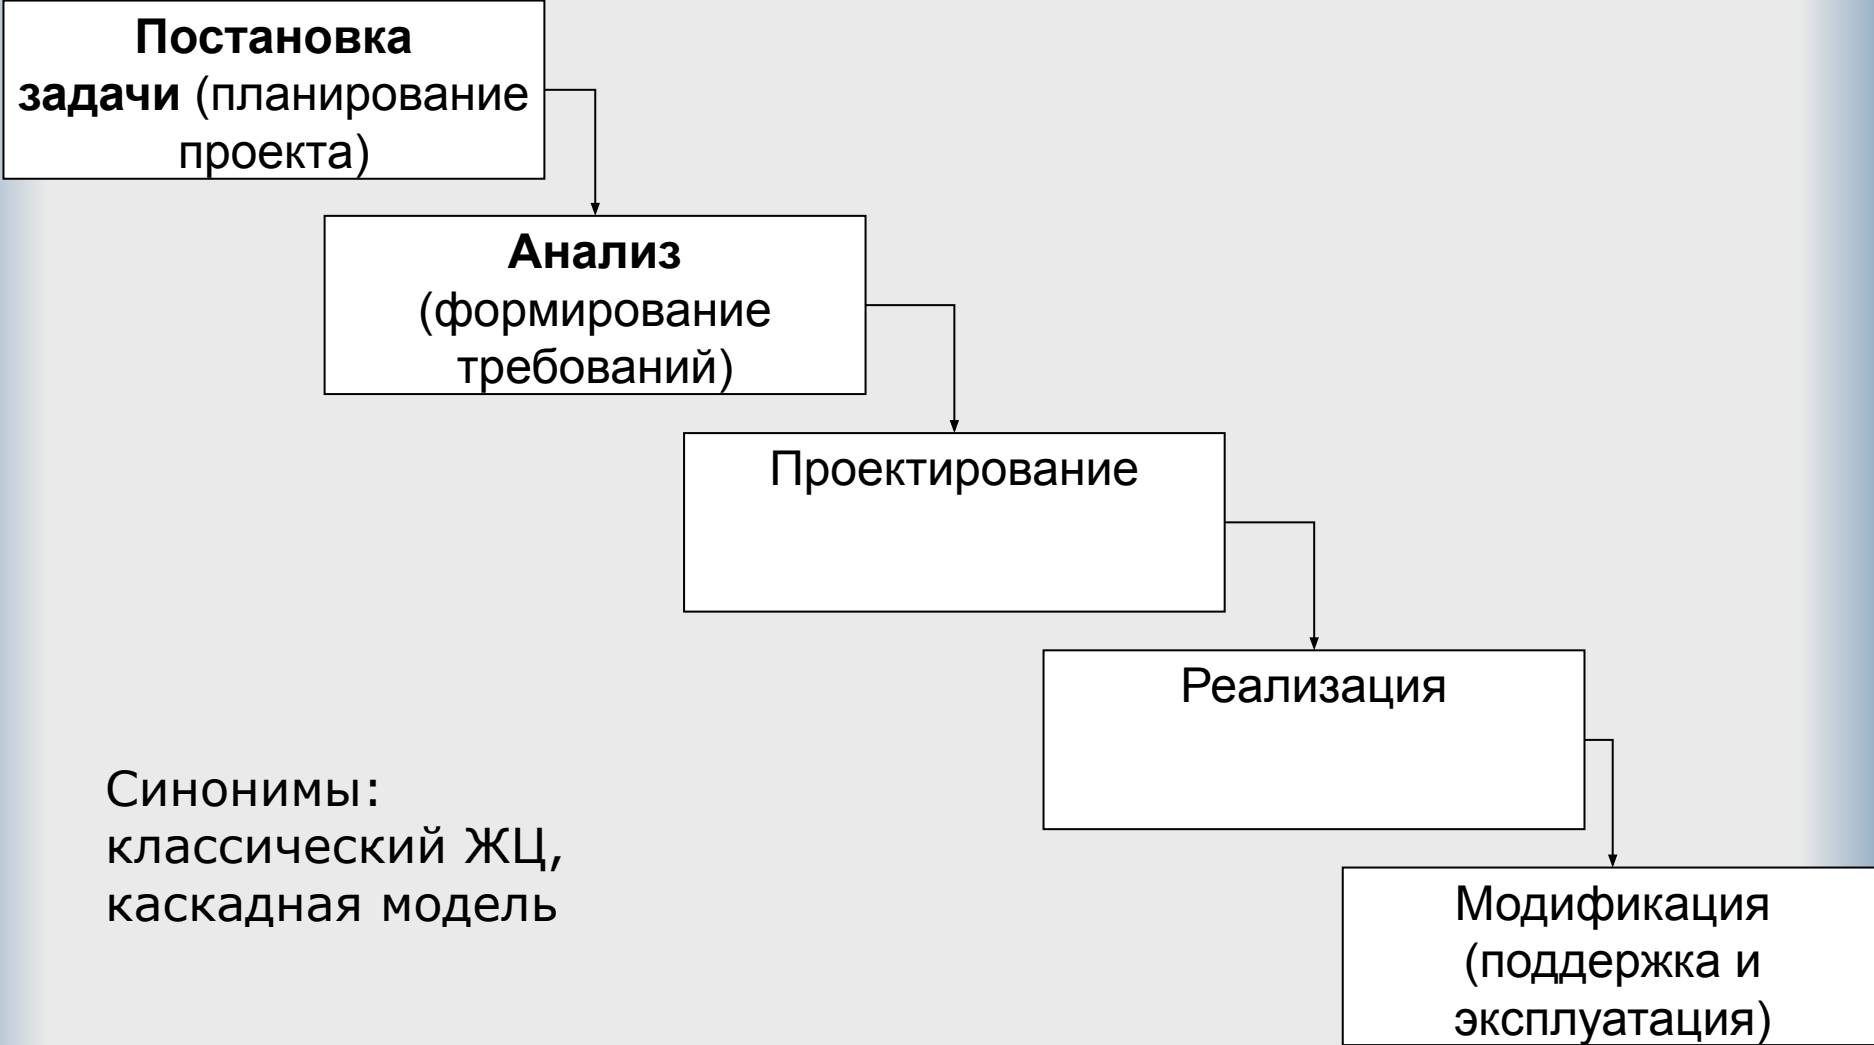 Постановка
задачи (планирование
проекта)
Анализ
(формирование
требований)
Проектирование
Реализация
Синонимы:
классический ЖЦ,
каскадная модель
Модификация
(поддержка и
эксплуатация)